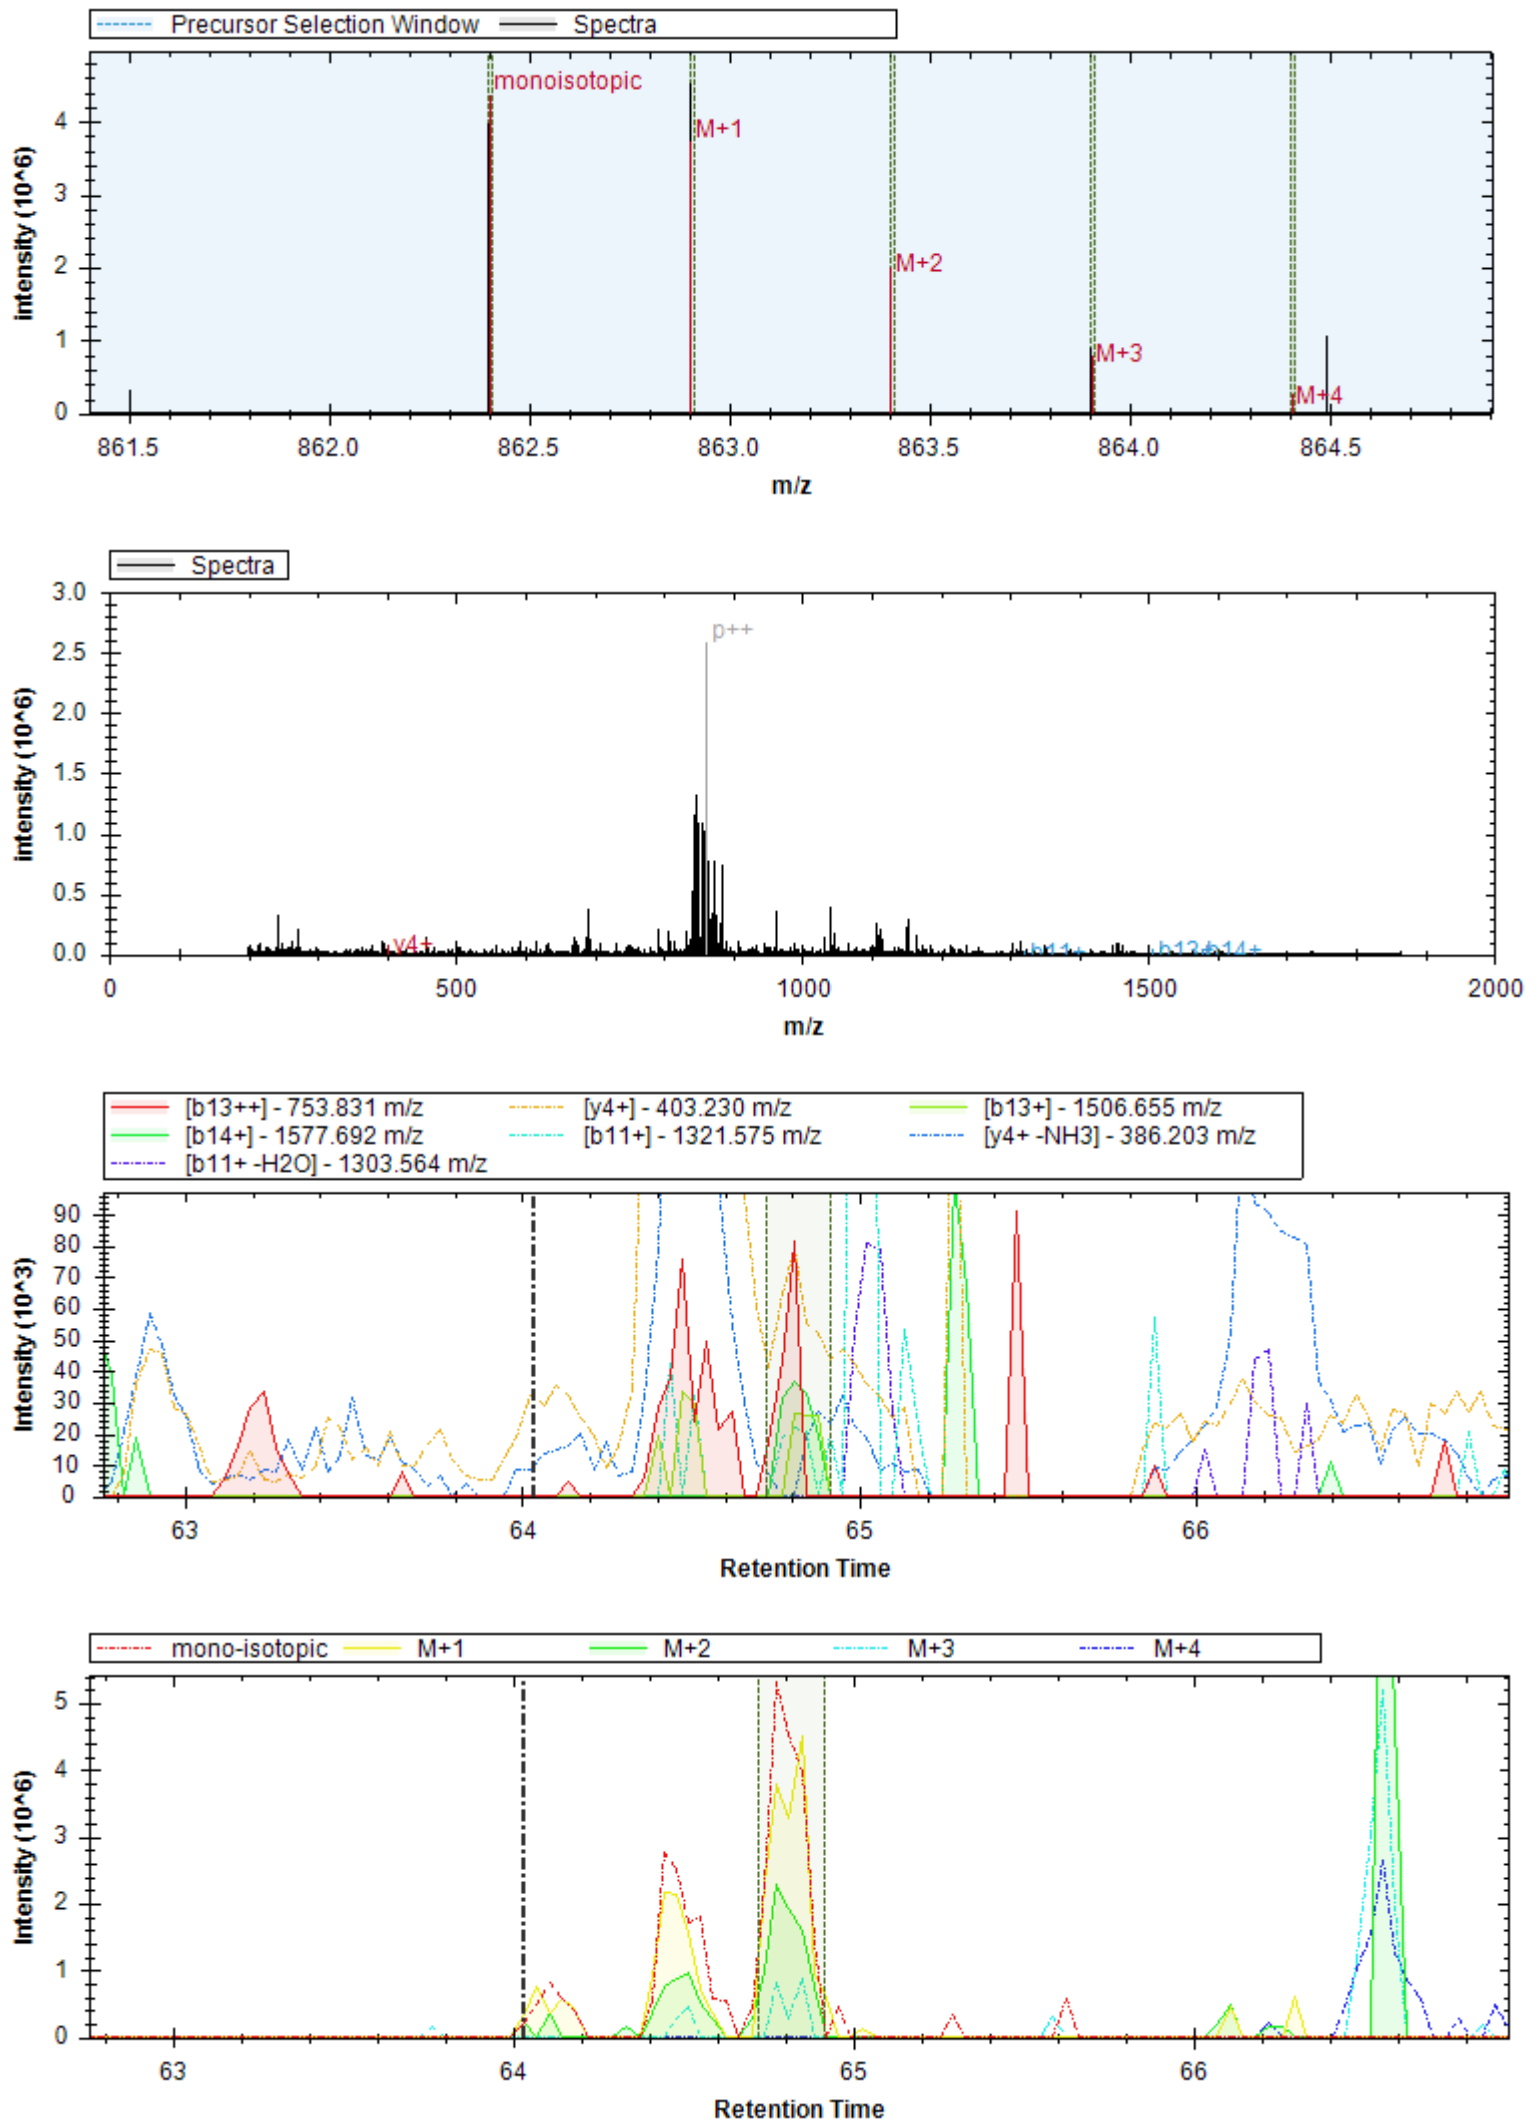 Precursor Selection Window Spectra
monoisotopic
M+1
M+2
M+3
M+4
intensity (10^6)
4
3
2
1
0
861.5 862.0 862.5 863.0 863.5 864.0 864.5
m/z
Spectra
p++
y4+
b11+
b13+
b14+
intensity (10^6)
3.0
2.5
2.0
1.5
1.0
0.5
0.0
0 500 1000 1500 2000
m/z
[b13++] - 753.831 m/z [y4+] - 403.230 m/z [b13+] - 1506.655 m/z
[b14+] - 1577.692 m/z [b11+] - 1321.575 m/z [y4+ -NH3] - 386.203 m/z
[b11+ -H2O] - 1303.564 m/z
Intensity (10^3)
90
80
70
60
50
40
30
20
10
0
63 64 65 66
Retention Time
mono-isotopic M+1 M+2 M+3 M+4
Intensity (10^6)
5
4
3
2
1
0
63 64 65 66
Retention Time